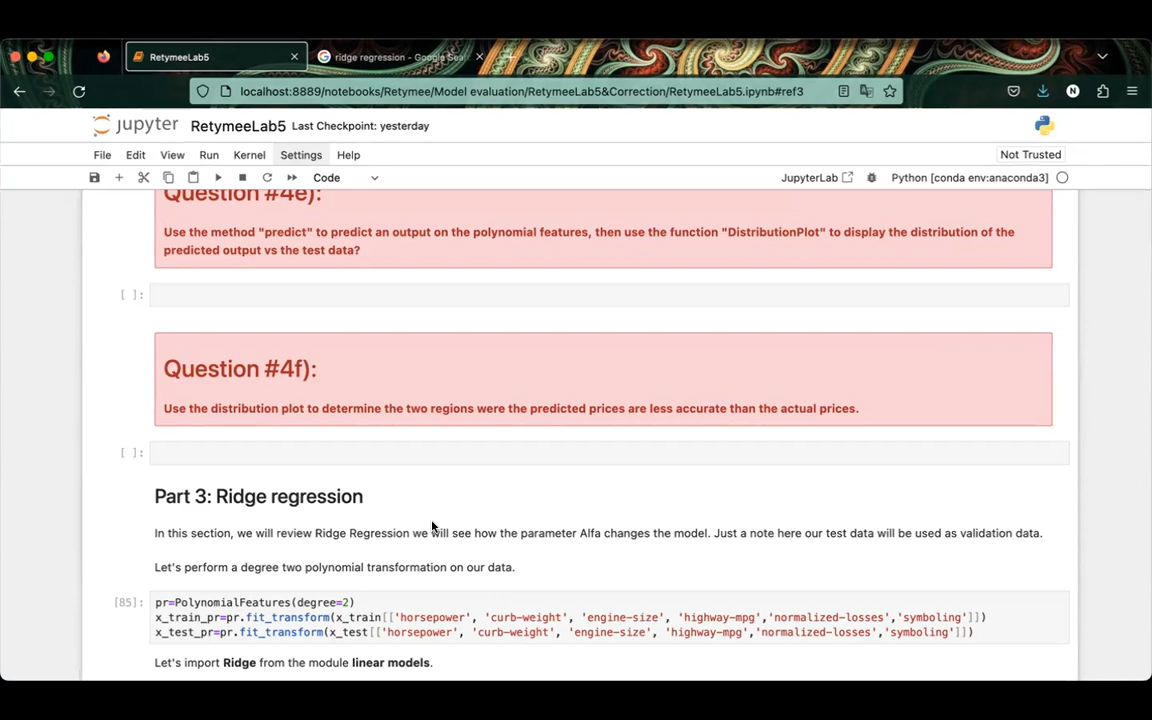 RetymeeLab5
ridge regression - Google Sea
localhost:8889/notebooks/Retymee/Model evaluation/RetymeeLab5&Correction/RetymeeLab5.ipynb#ref3
jupyter RetymeeLab5 Last Checkpoint: yesterday
File Edit View Run Kernel Settings Help Not Trusted
Code JupyterLab Python [conda env:anaconda3]
Question #4e):
Use the method "predict" to predict an output on the polynomial features, then use the function "DistributionPlot" to display the distribution of the
predicted output vs the test data?
[ ]:
Question #4f):
Use the distribution plot to determine the two regions were the predicted prices are less accurate than the actual prices.
[ ]:
Part 3: Ridge regression
In this section, we will review Ridge Regression we will see how the parameter Alfa changes the model. Just a note here our test data will be used as validation data.
Let's perform a degree two polynomial transformation on our data.
[85]: pr=PolynomialFeatures(degree=2)
x_train_pr=pr.fit_transform(x_train[['horsepower', 'curb-weight', 'engine-size', 'highway-mpg','normalized-losses','symboling']])
x_test_pr=pr.fit_transform(x_test[['horsepower', 'curb-weight', 'engine-size', 'highway-mpg','normalized-losses','symboling']])
Let's import Ridge from the module linear models.